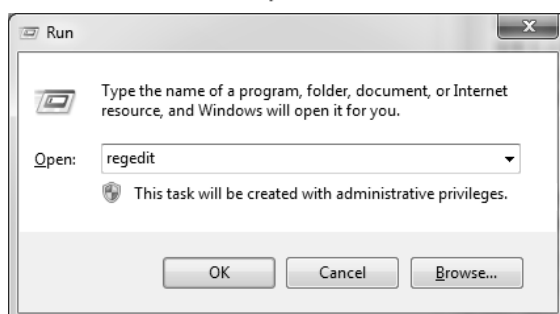 Run
Type the name of a program, folder, document, or Internet
resource, and Windows will open it for you.
Open: regedit
This task will be created with administrative privileges.
OK Cancel Browse...